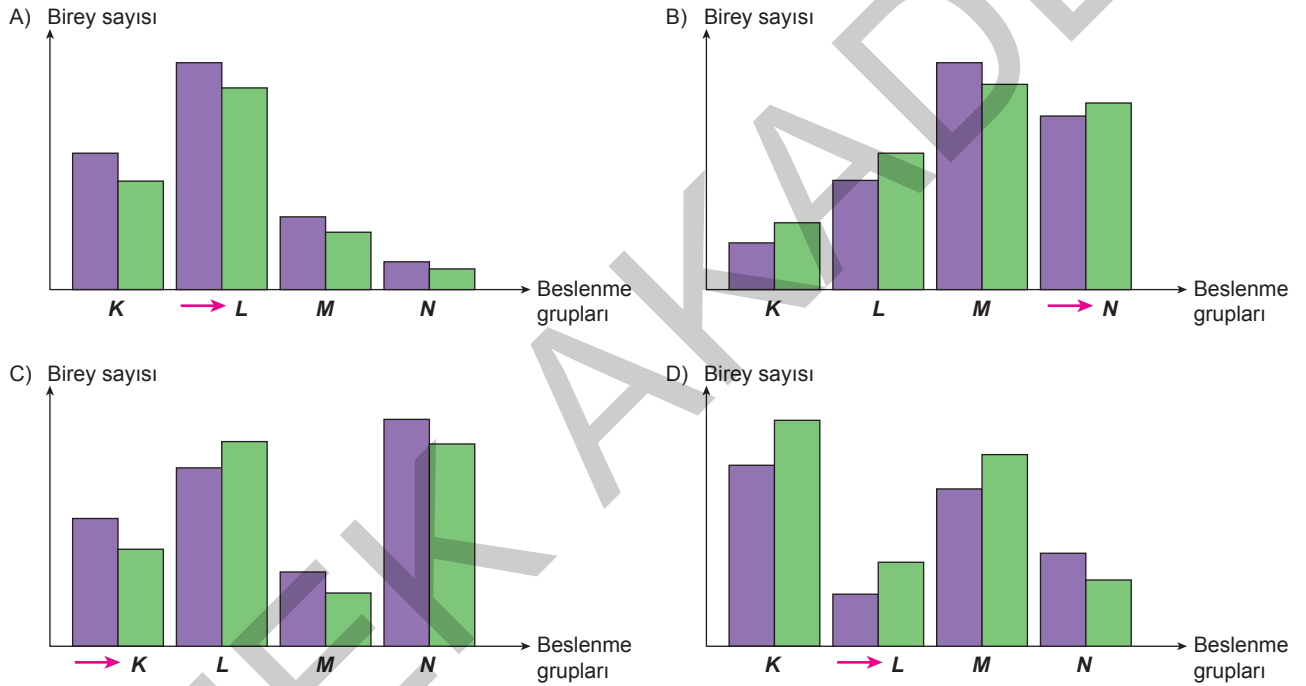 A) Birey sayısı
K L M N
Beslenme
grupları
B) Birey sayısı
K L M N
Beslenme
grupları
C) Birey sayısı
K L M N
Beslenme
grupları
D) Birey sayısı
K L M N
Beslenme
grupları